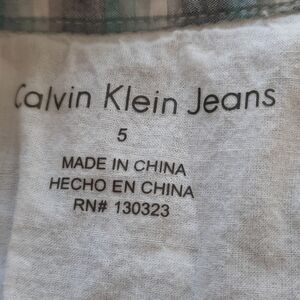 Calvin Klein Jeans
5
MADE IN CHINA
HECHO EN CHINA
RN# 130323